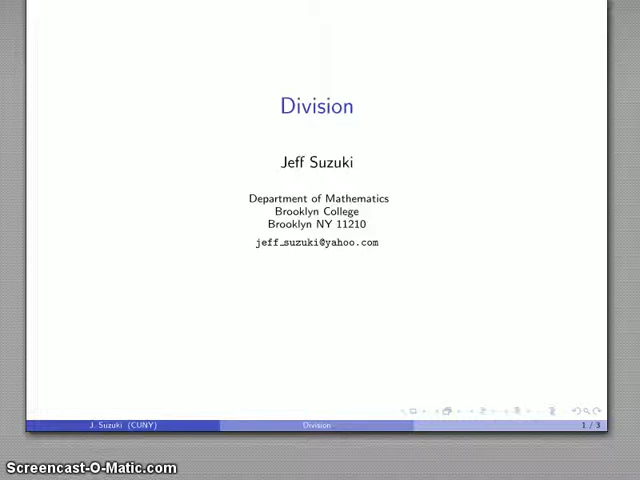 Division
Jeff Suzuki
Department of Mathematics
Brooklyn College
Brooklyn NY 11210
jeff_suzuki@yahoo.com
J. Suzuki (CUNY)
Division
1 / 3
Screencast-O-Matic.com